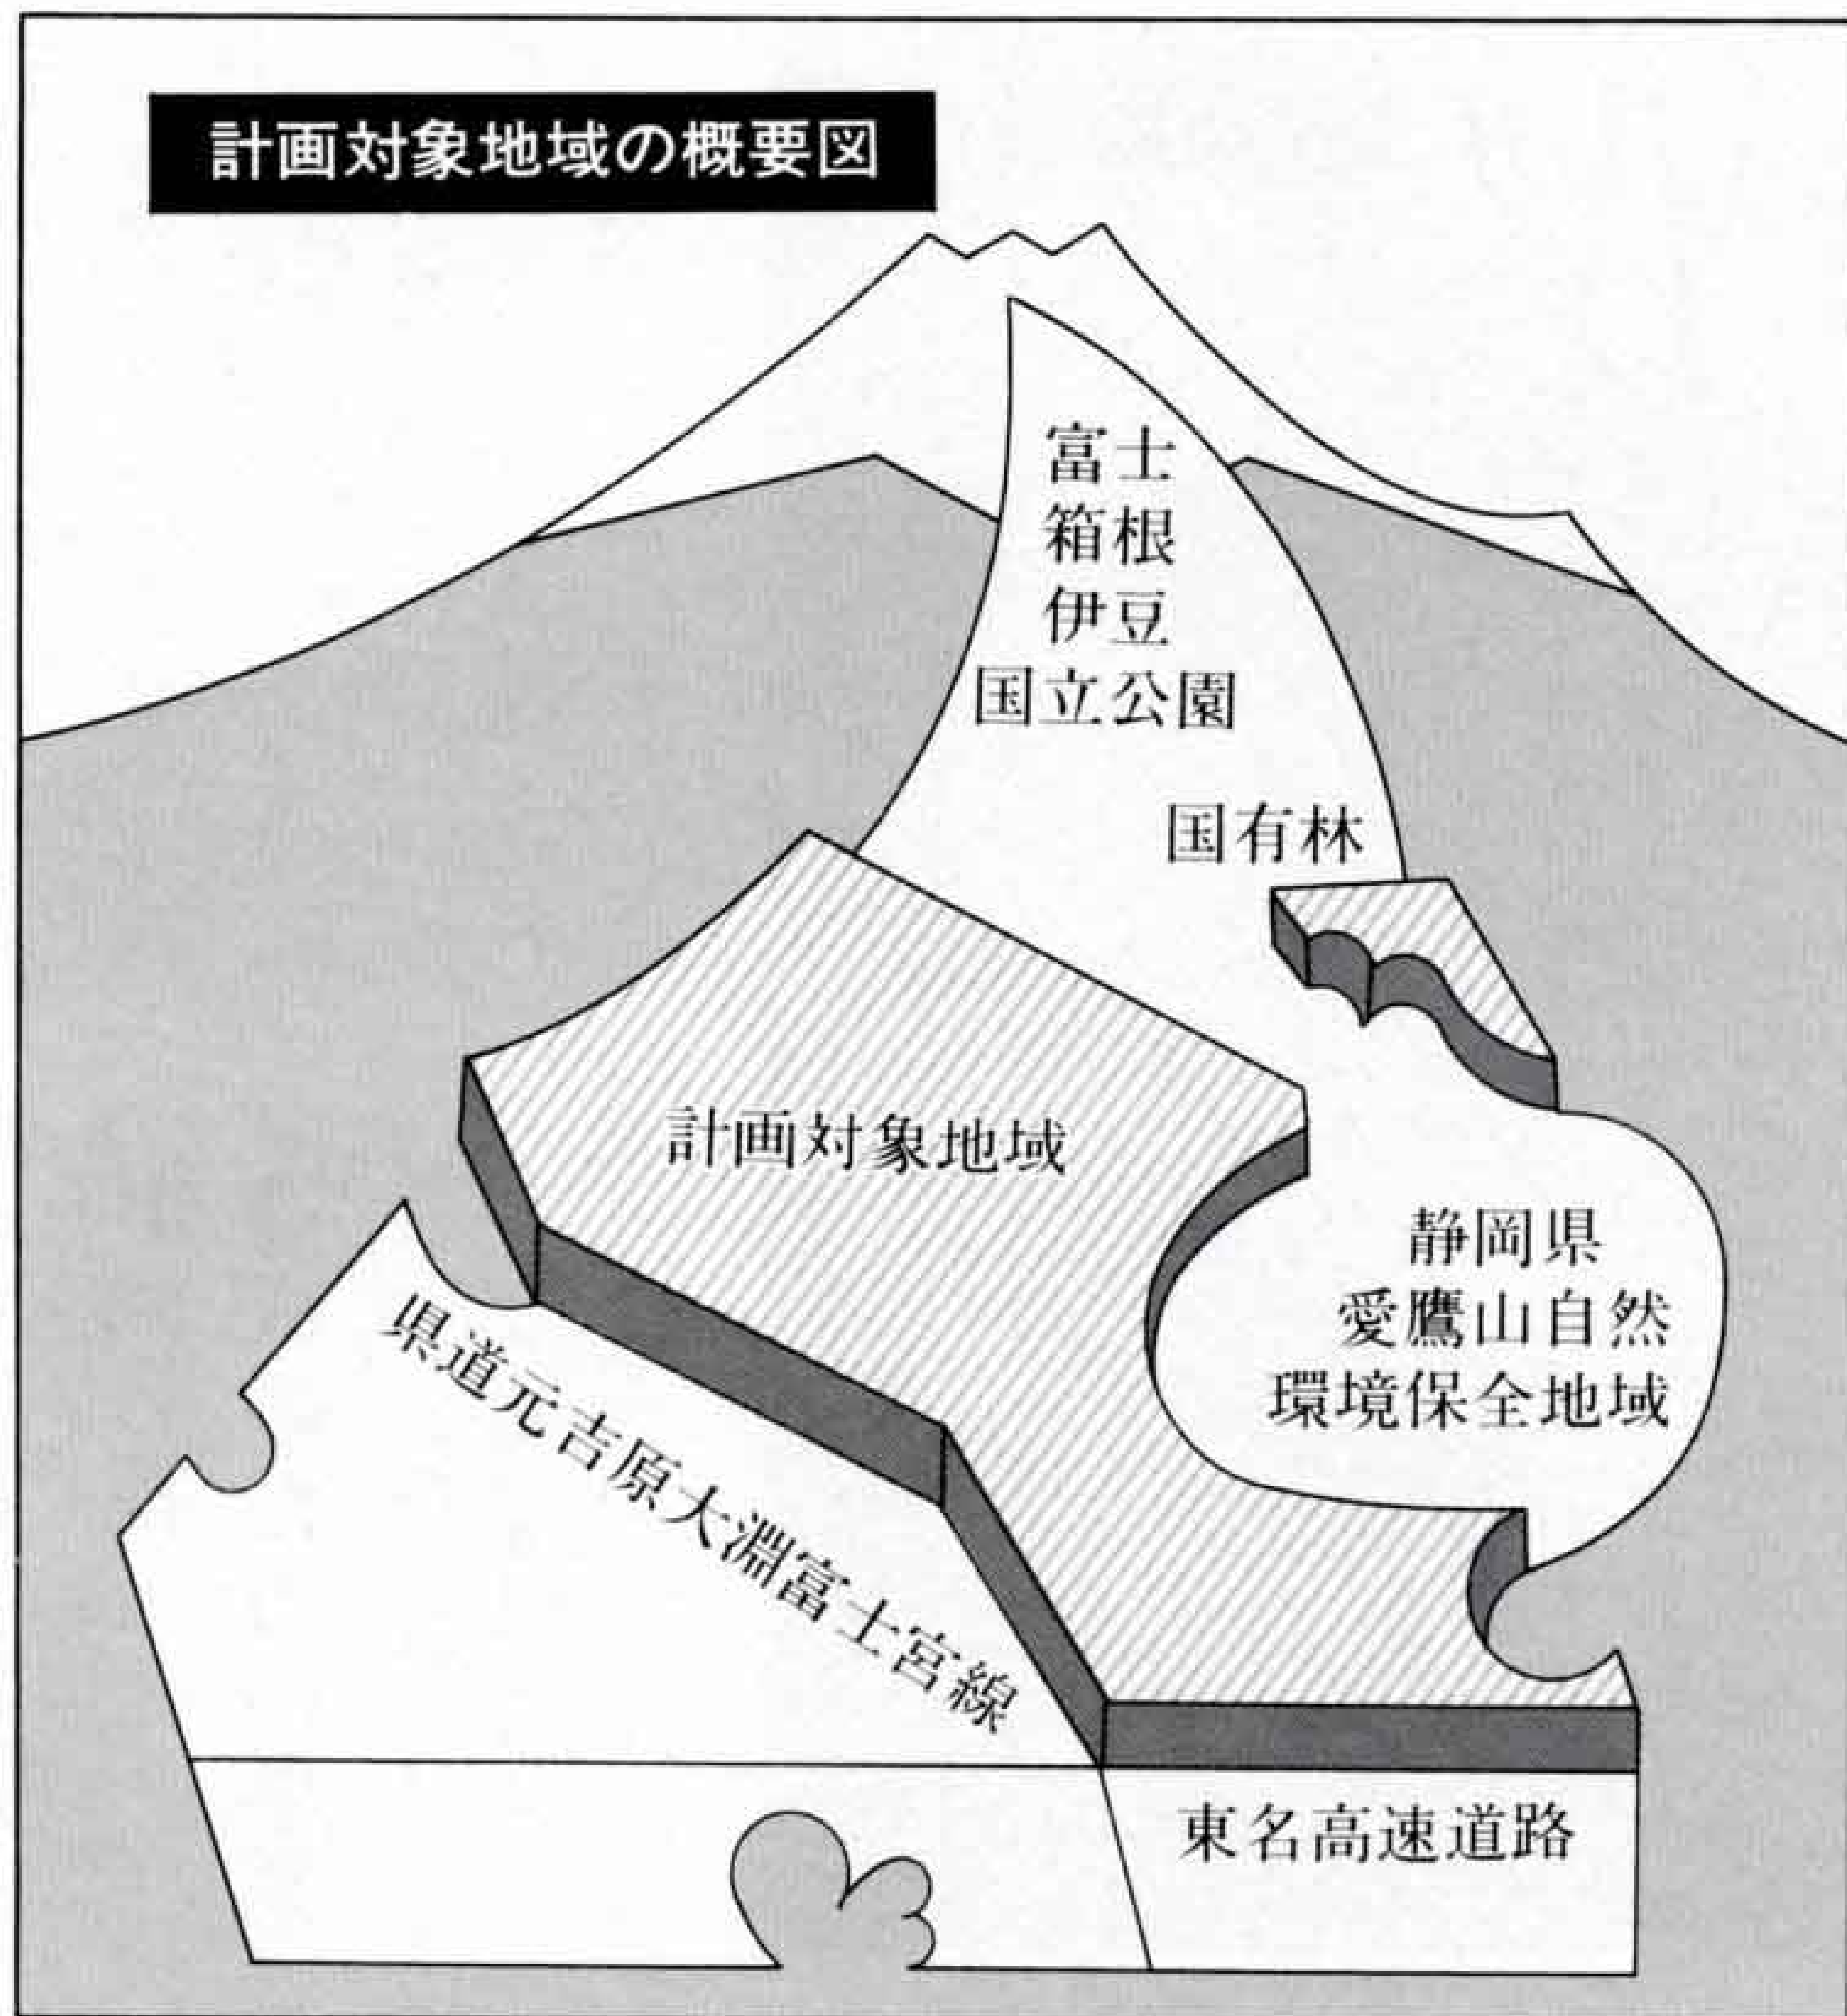 計画対象地域の概要図
富士
箱根
伊豆
国立公園
国有林
計画対象地域
静岡県
愛鷹山自然
環境保全地域
県道元吉原大淵富士宮線
東名高速道路